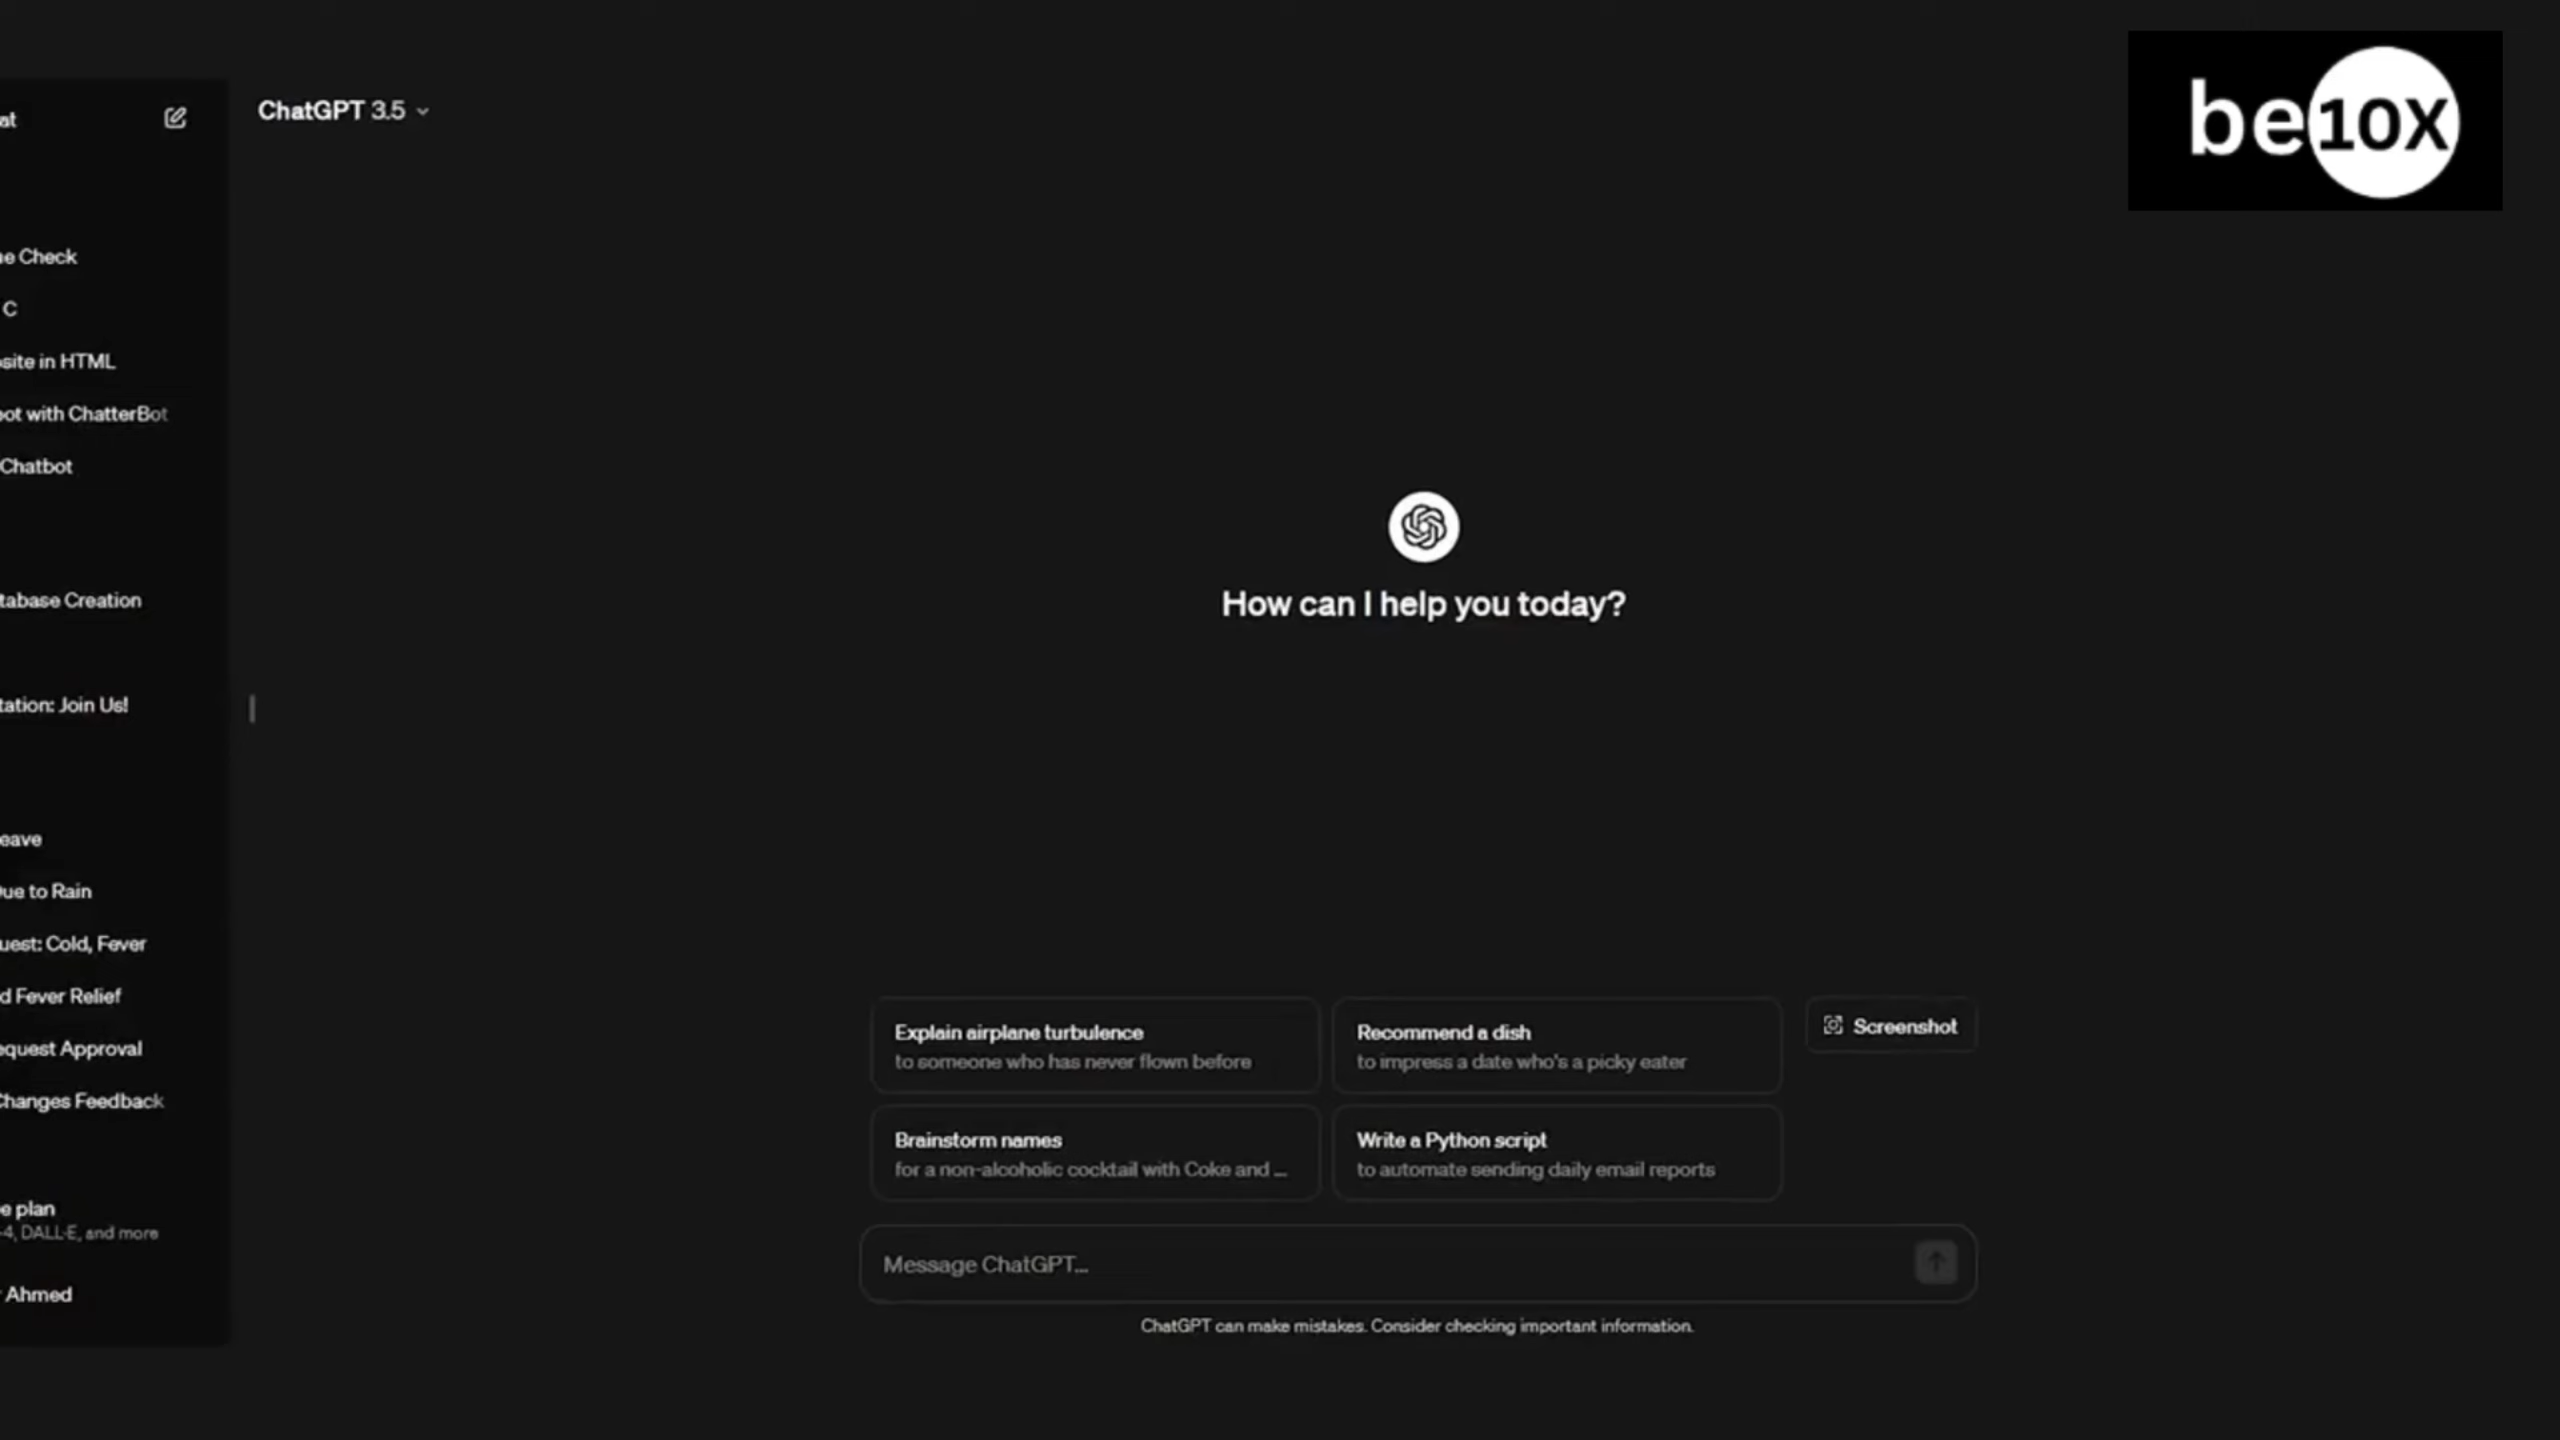 at
ChatGPT 3.5
be10X
e Check
C
site in HTML
ot with ChatterBot
Chatbot
tabase Creation
tation: Join Us!
eave
ue to Rain
uest: Cold, Fever
d Fever Relief
equest Approval
Changes Feedback
e plan
-4, DALL·E, and more
Ahmed
How can I help you today?
Explain airplane turbulence
to someone who has never flown before
Recommend a dish
to impress a date who's a picky eater
Screenshot
Brainstorm names
for a non-alcoholic cocktail with Coke and ...
Write a Python script
to automate sending daily email reports
Message ChatGPT...
ChatGPT can make mistakes. Consider checking important information.